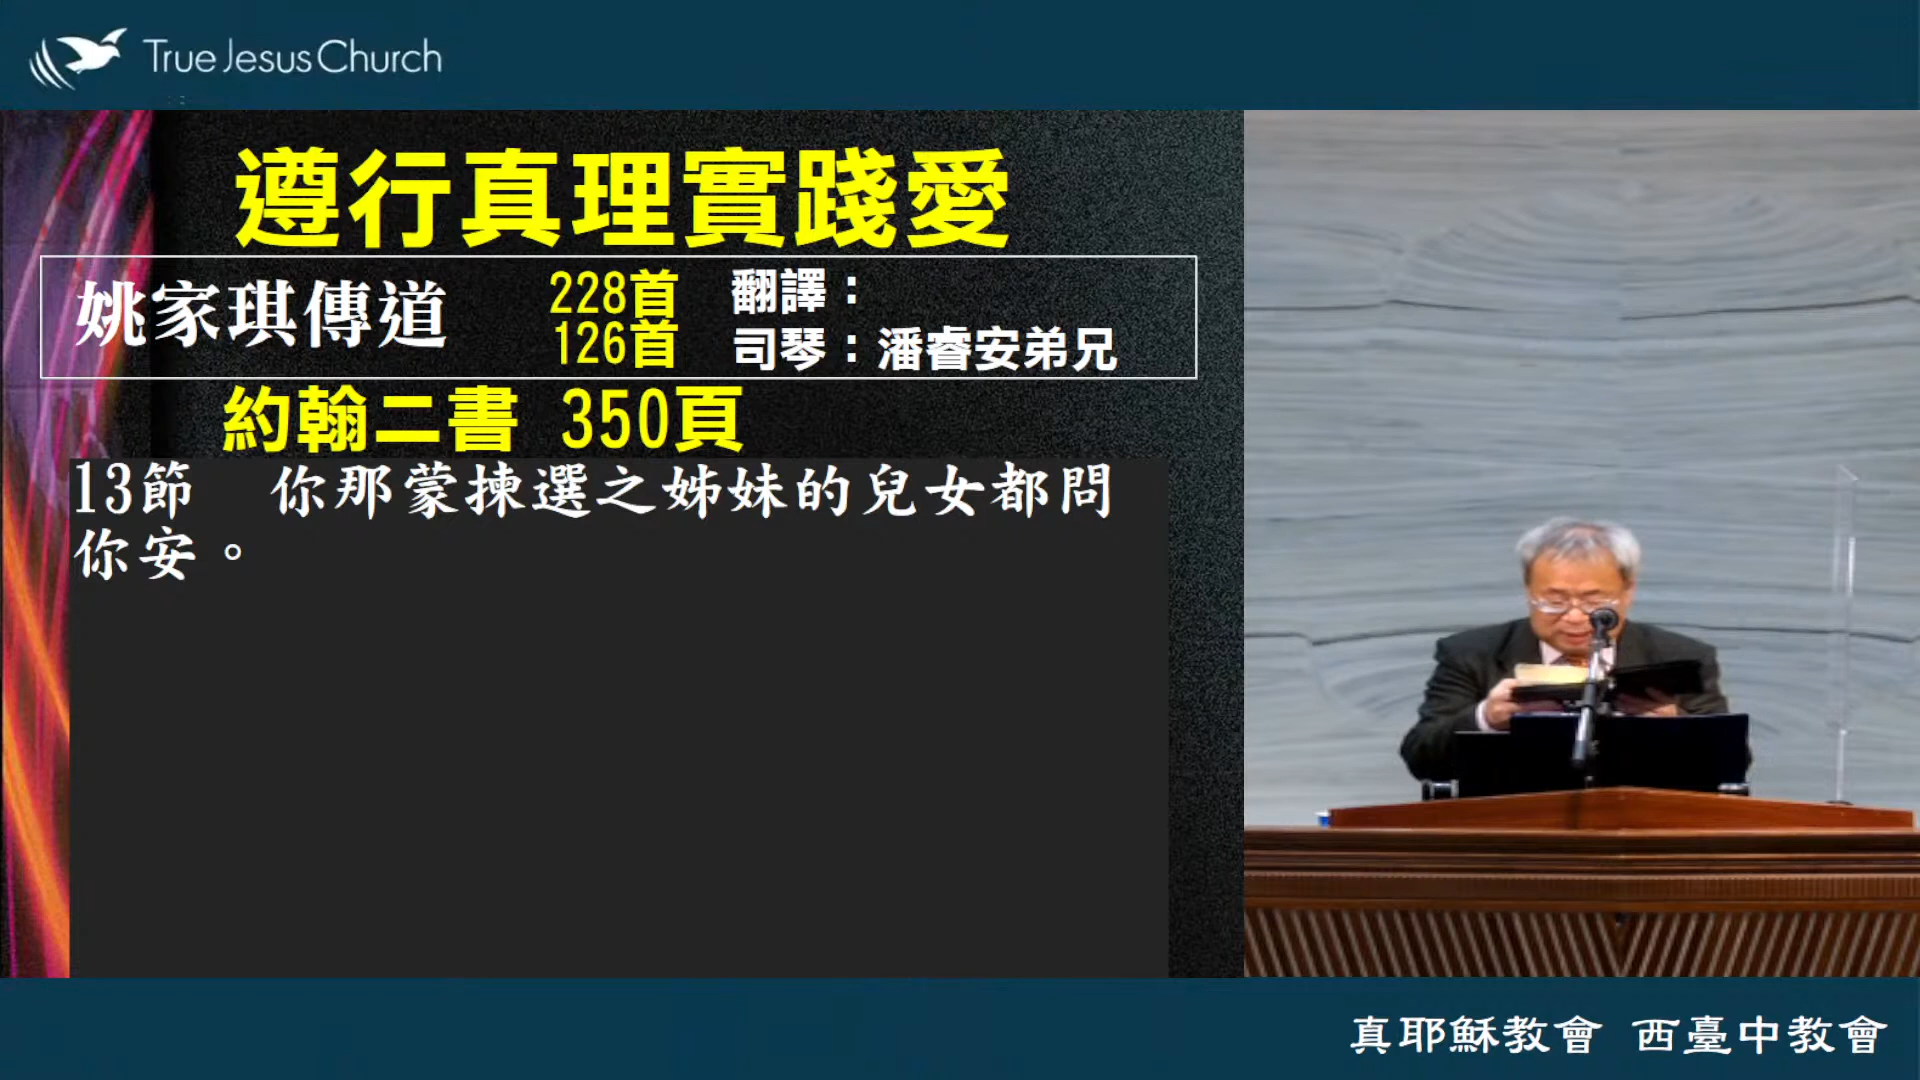 True Jesus Church
遵行真理實踐愛
姚家琪傳道
228首
126首
翻譯：
司琴：潘睿安弟兄
約翰二書 350頁
13節 你那蒙揀選之姊妹的兒女都問
你安。
真耶穌教會 西臺中教會